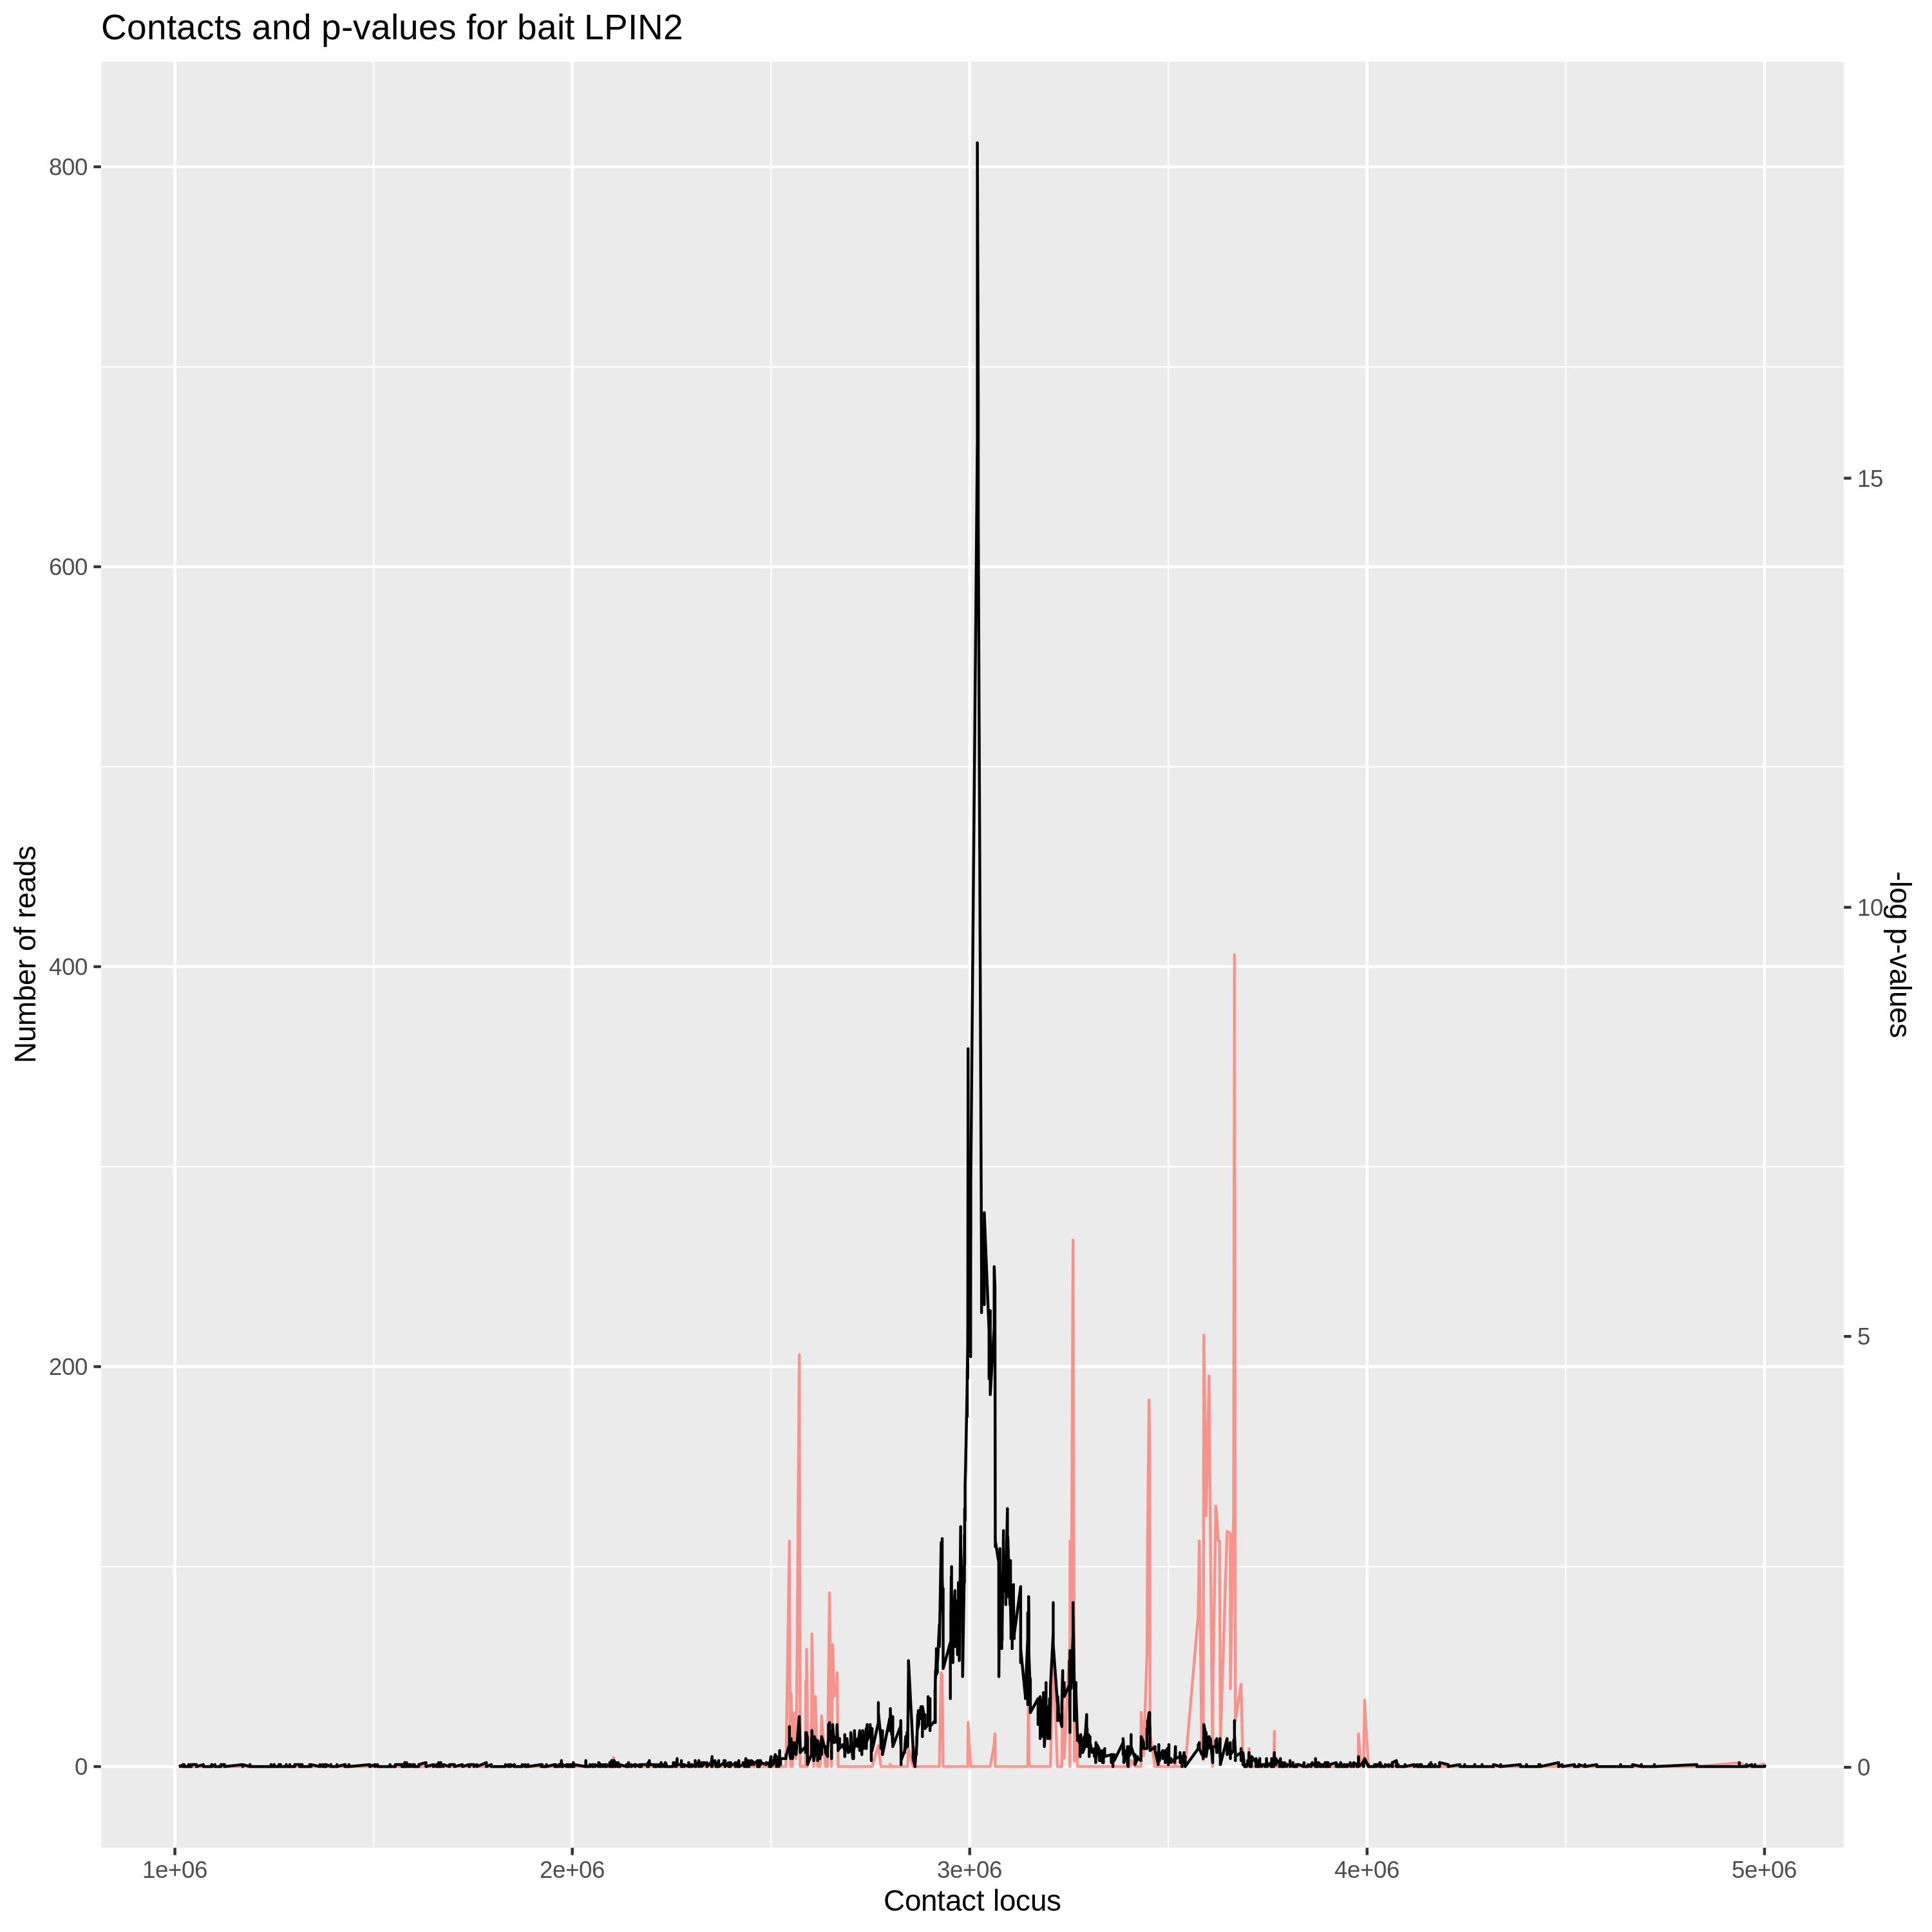 Contacts and p-values for bait LPIN2
800
600
400
200
0
Number of reads
15
10
5
0
-log p-values
1e+06
2e+06
3e+06
4e+06
5e+06
Contact locus